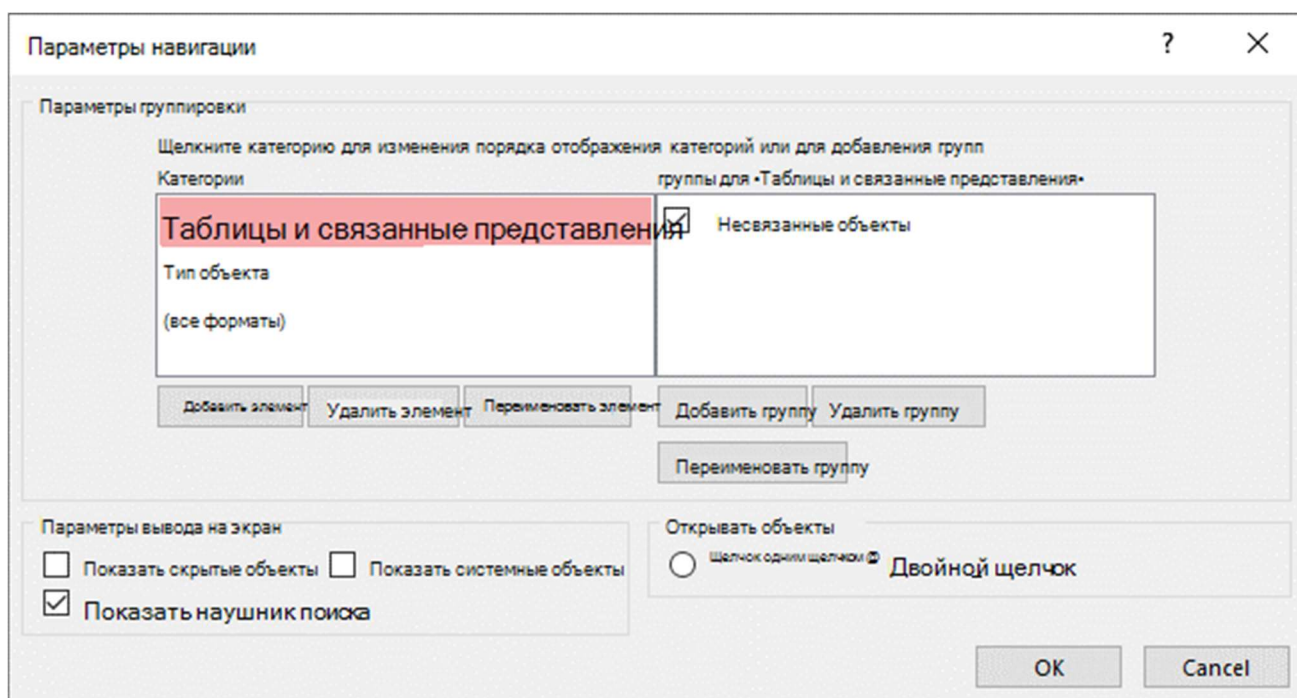 Параметры навигации ?
Параметры группировки
Щелкните категорию для изменения порядка отображения категорий или для добавления групп
Категории
группы для •Таблицы и связанные представления•
Таблицы и связанные представления
Несвязанные объекты
Тип объекта
(все форматы)
Добавить элемент Удалить элемент Переименовать элемент Добавить группу Удалить группу
Переименовать группу
Параметры вывода на экран
Открывать объекты
Показать скрытые объекты Показать системные объекты
Щелчок одним щелчком Двойной щелчок
Показать наушник поиска
OK Cancel